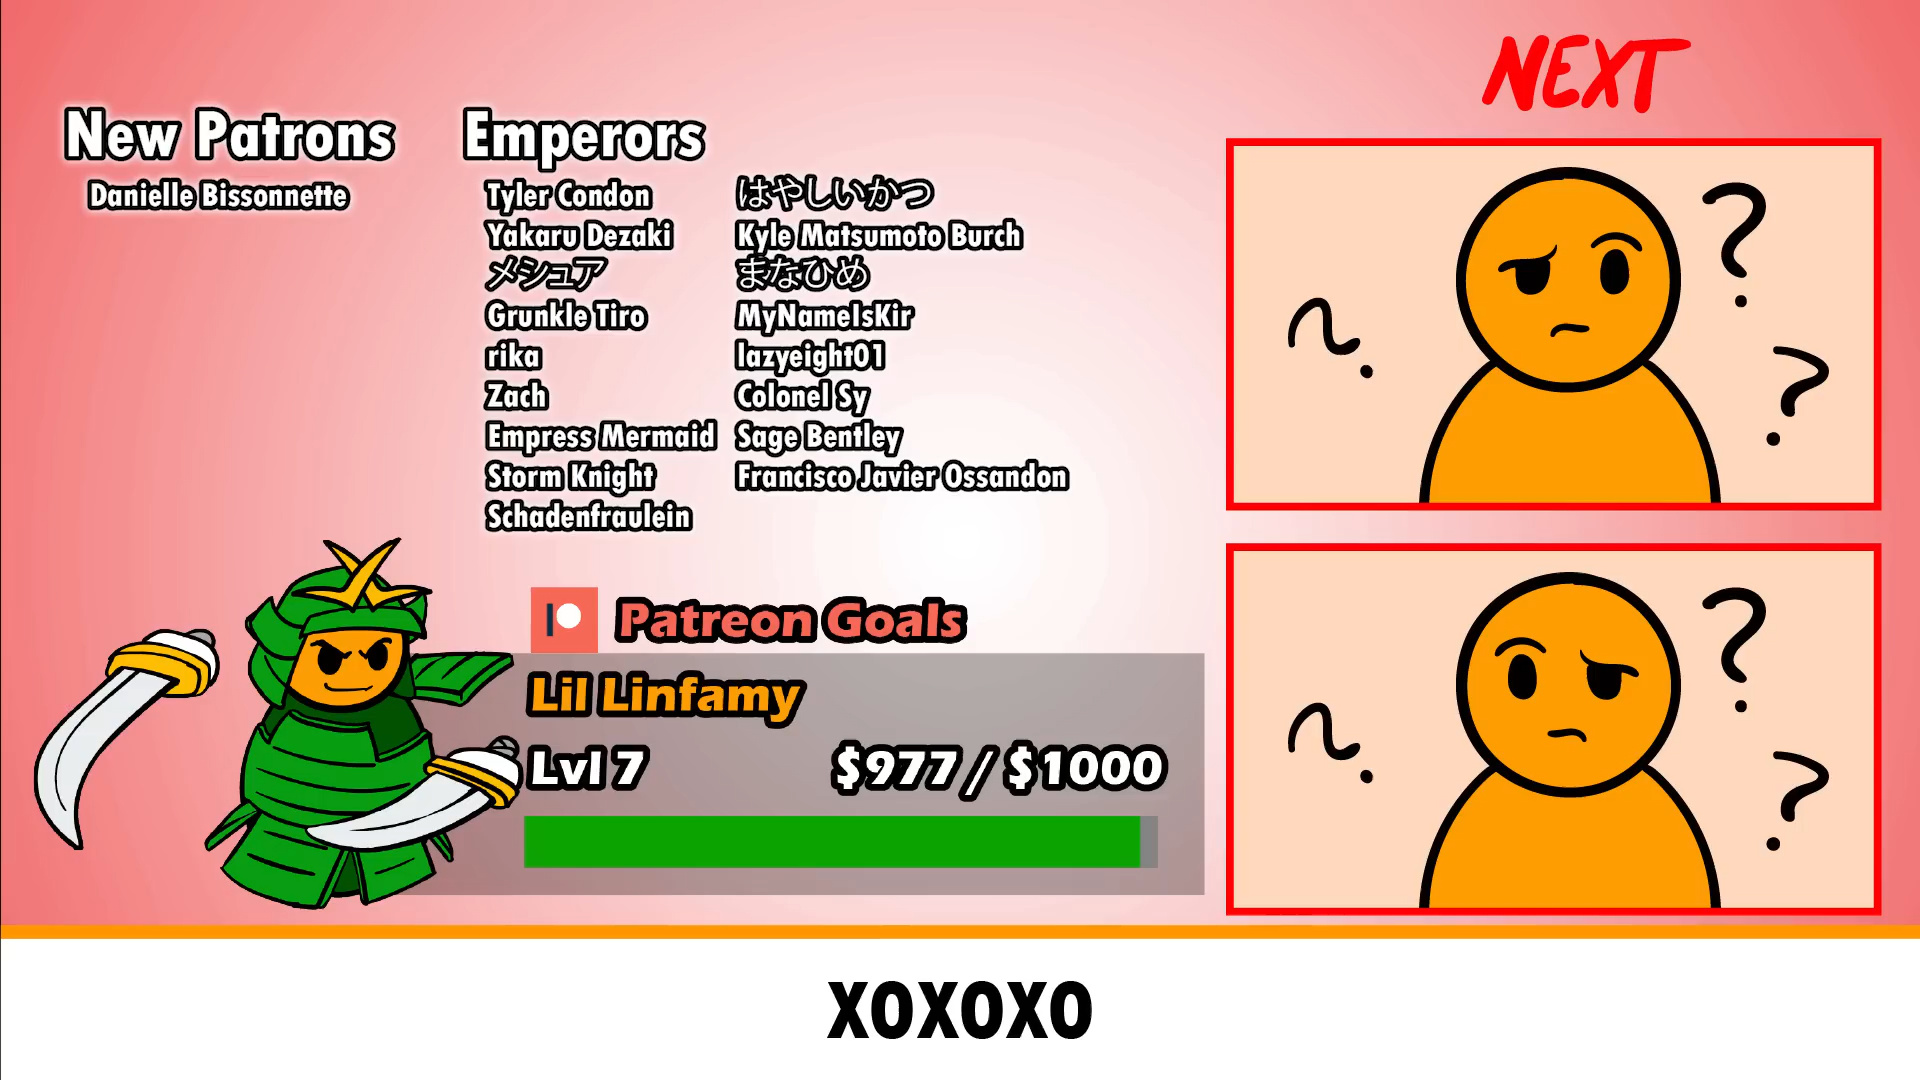 NEXT
New Patrons
Danielle Bissonnette
Emperors
Tyler Condon
Yakaru Dezaki
メシュア
Grunkle Tiro
rika
Zach
Empress Mermaid
Storm Knight
Schadenfraulein
はやしいかつ
Kyle Matsumoto Burch
まなひめ
MyNameIsKir
lazyeight01
Colonel Sy
Sage Bentley
Francisco Javier Ossandon
Patreon Goals
Lil Linfamy
Lvl 7 $977 / $1000
? ? ?
? ? ?
XOXOXO